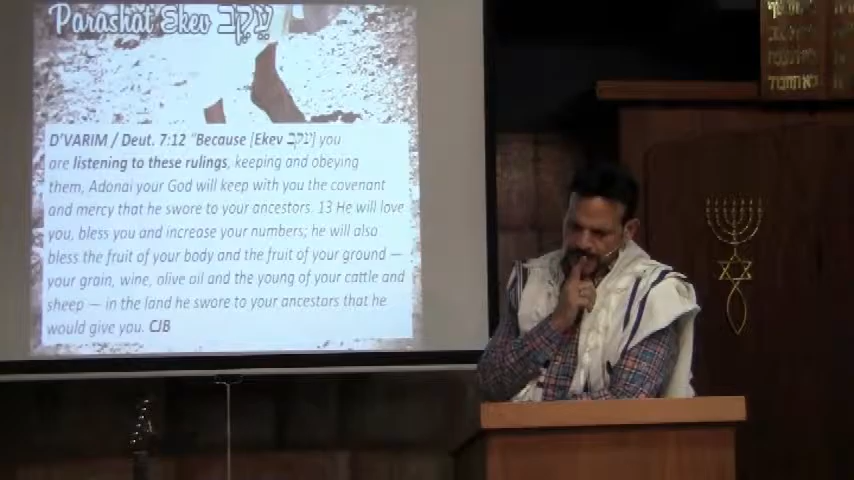 Parashat Ekev עֵקֶב
D'VARIM / Deut. 7:12 "Because [Ekev עֵקֶב] you
are listening to these rulings, keeping and obeying
them, Adonai your God will keep with you the covenant
and mercy that he swore to your ancestors. 13 He will love
you, bless you and increase your numbers; he will also
bless the fruit of your body and the fruit of your ground —
your grain, wine, olive oil and the young of your cattle and
sheep — in the land he swore to your ancestors that he
would give you. CJB